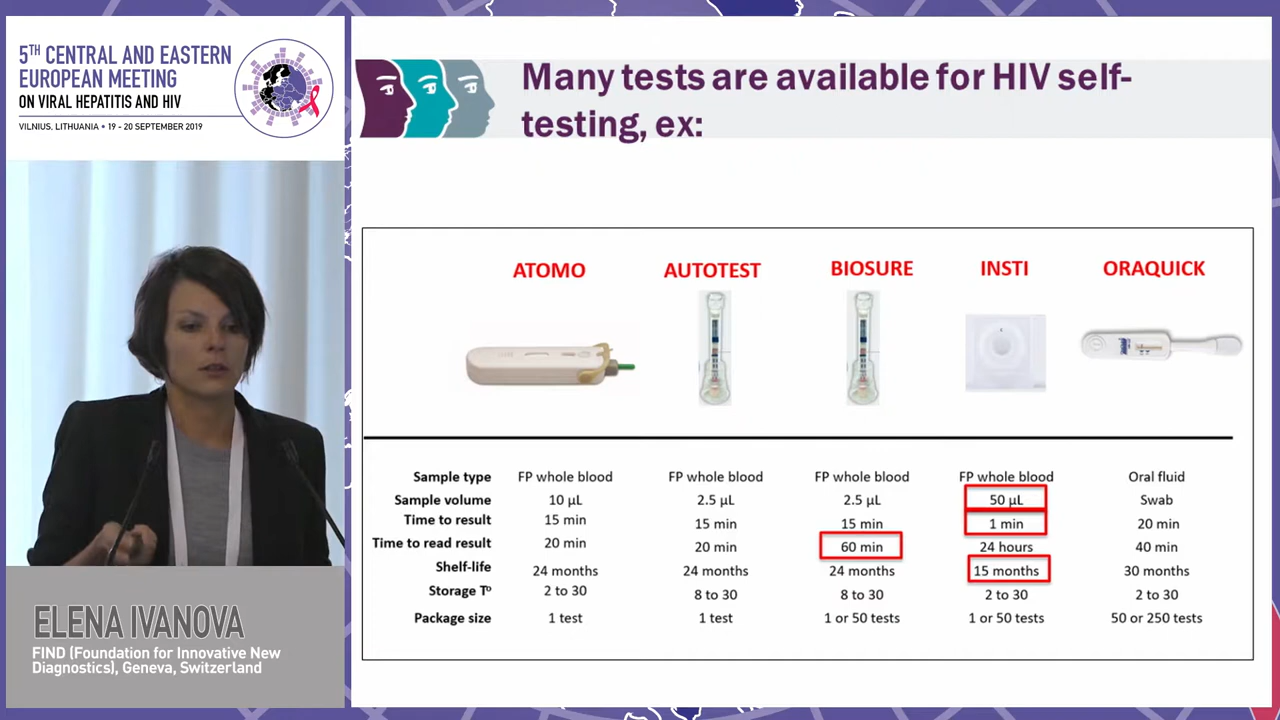 5TH CENTRAL AND EASTERN
EUROPEAN MEETING
ON VIRAL HEPATITIS AND HIV
VILNIUS, LITHUANIA • 19 - 20 SEPTEMBER 2019
Many tests are available for HIV self-
testing, ex:
ATOMO AUTOTEST BIOSURE INSTI ORAQUICK
Sample type FP whole blood FP whole blood FP whole blood FP whole blood Oral fluid
Sample volume 10 µL 2.5 µL 2.5 µL 50 µL Swab
Time to result 15 min 15 min 15 min 1 min 20 min
Time to read result 20 min 20 min 60 min 24 hours 40 min
Shelf-life 24 months 24 months 24 months 15 months 30 months
Storage Tº 2 to 30 8 to 30 8 to 30 2 to 30 2 to 30
Package size 1 test 1 test 1 or 50 tests 1 or 50 tests 50 or 250 tests
ELENA IVANOVA
FIND (Foundation for Innovative New
Diagnostics), Geneva, Switzerland